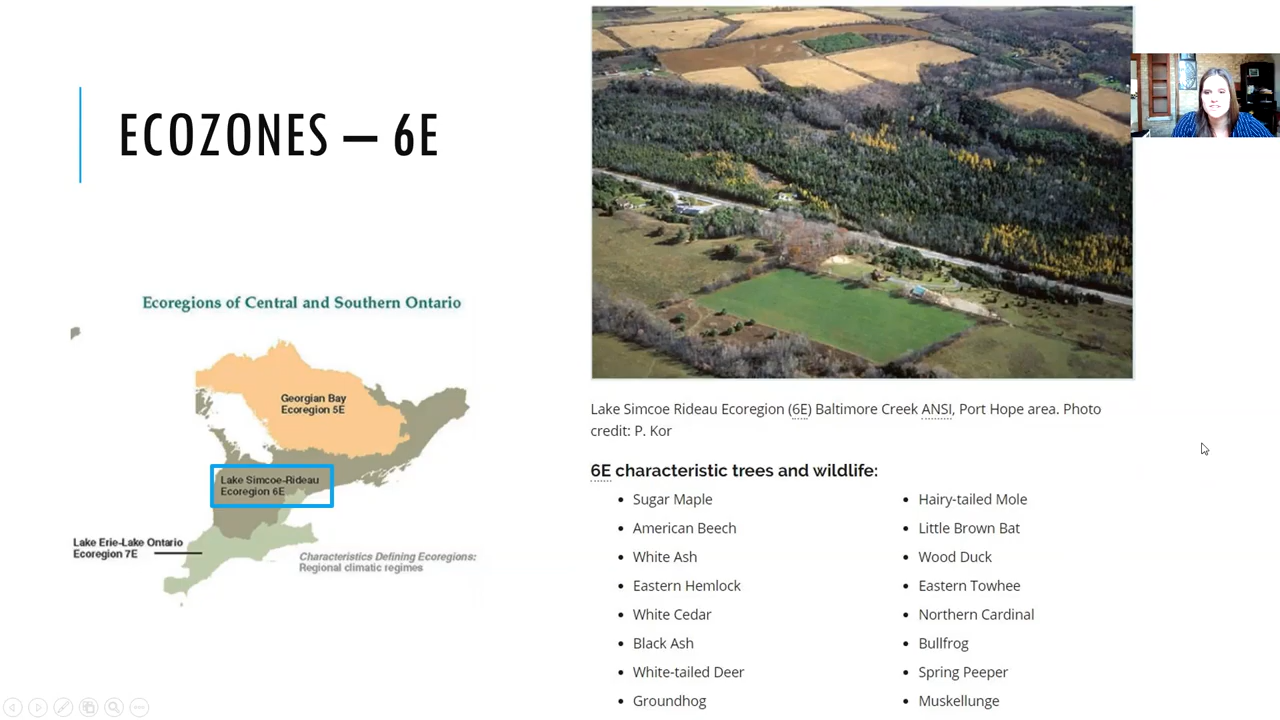 ECOZONES – 6E
Ecoregions of Central and Southern Ontario
Georgian Bay
Ecoregion 5E
Lake Simcoe-Rideau
Ecoregion 6E
Lake Erie-Lake Ontario
Ecoregion 7E
Characteristics Defining Ecoregions:
Regional climatic regimes
Lake Simcoe Rideau Ecoregion (6E) Baltimore Creek ANSI, Port Hope area. Photo
credit: P. Kor
6E characteristic trees and wildlife:
• Sugar Maple
• American Beech
• White Ash
• Eastern Hemlock
• White Cedar
• Black Ash
• White-tailed Deer
• Groundhog
• Hairy-tailed Mole
• Little Brown Bat
• Wood Duck
• Eastern Towhee
• Northern Cardinal
• Bullfrog
• Spring Peeper
• Muskellunge